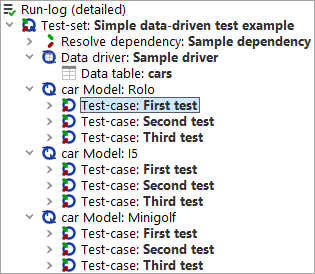 Run-log (detailed)
Test-set: Simple data-driven test example
Resolve dependency: Sample dependency
Data driver: Sample driver
Data table: cars
car Model: Rolo
Test-case: First test
Test-case: Second test
Test-case: Third test
car Model: I5
Test-case: First test
Test-case: Second test
Test-case: Third test
car Model: Minigolf
Test-case: First test
Test-case: Second test
Test-case: Third test